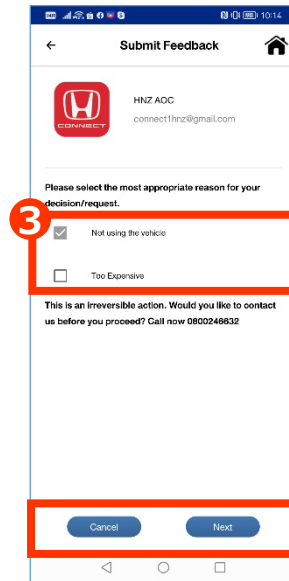 10:14
Submit Feedback
CONNECT
HNZ AOC
connect1hnz@gmail.com
Please select the most appropriate reason for your
decision/request.
3
Not using the vehicle
Too Expensive
This is an irreversible action. Would you like to contact
us before you proceed? Call now 0800246632
Cancel
Next